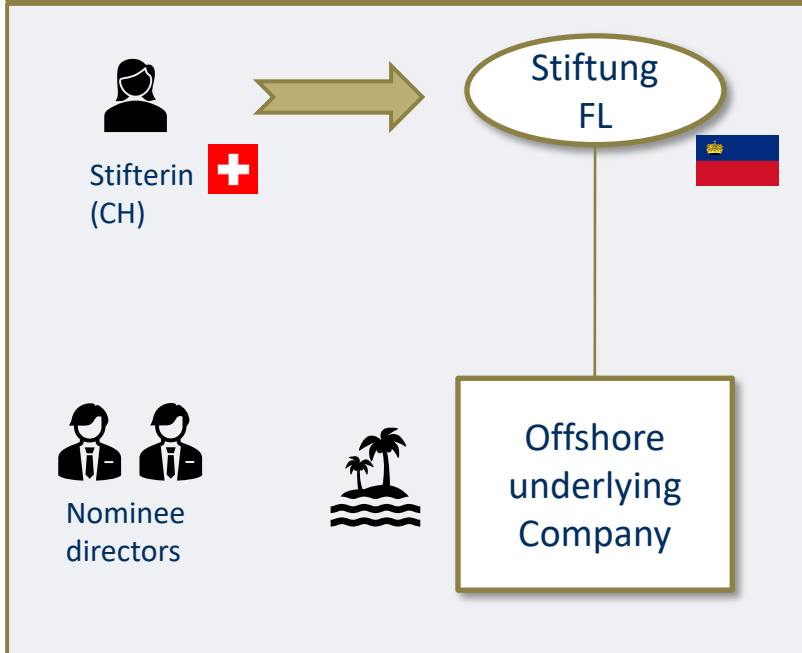 Stifterin
(CH)
Stiftung
FL
Nominee
directors
Offshore
underlying
Company